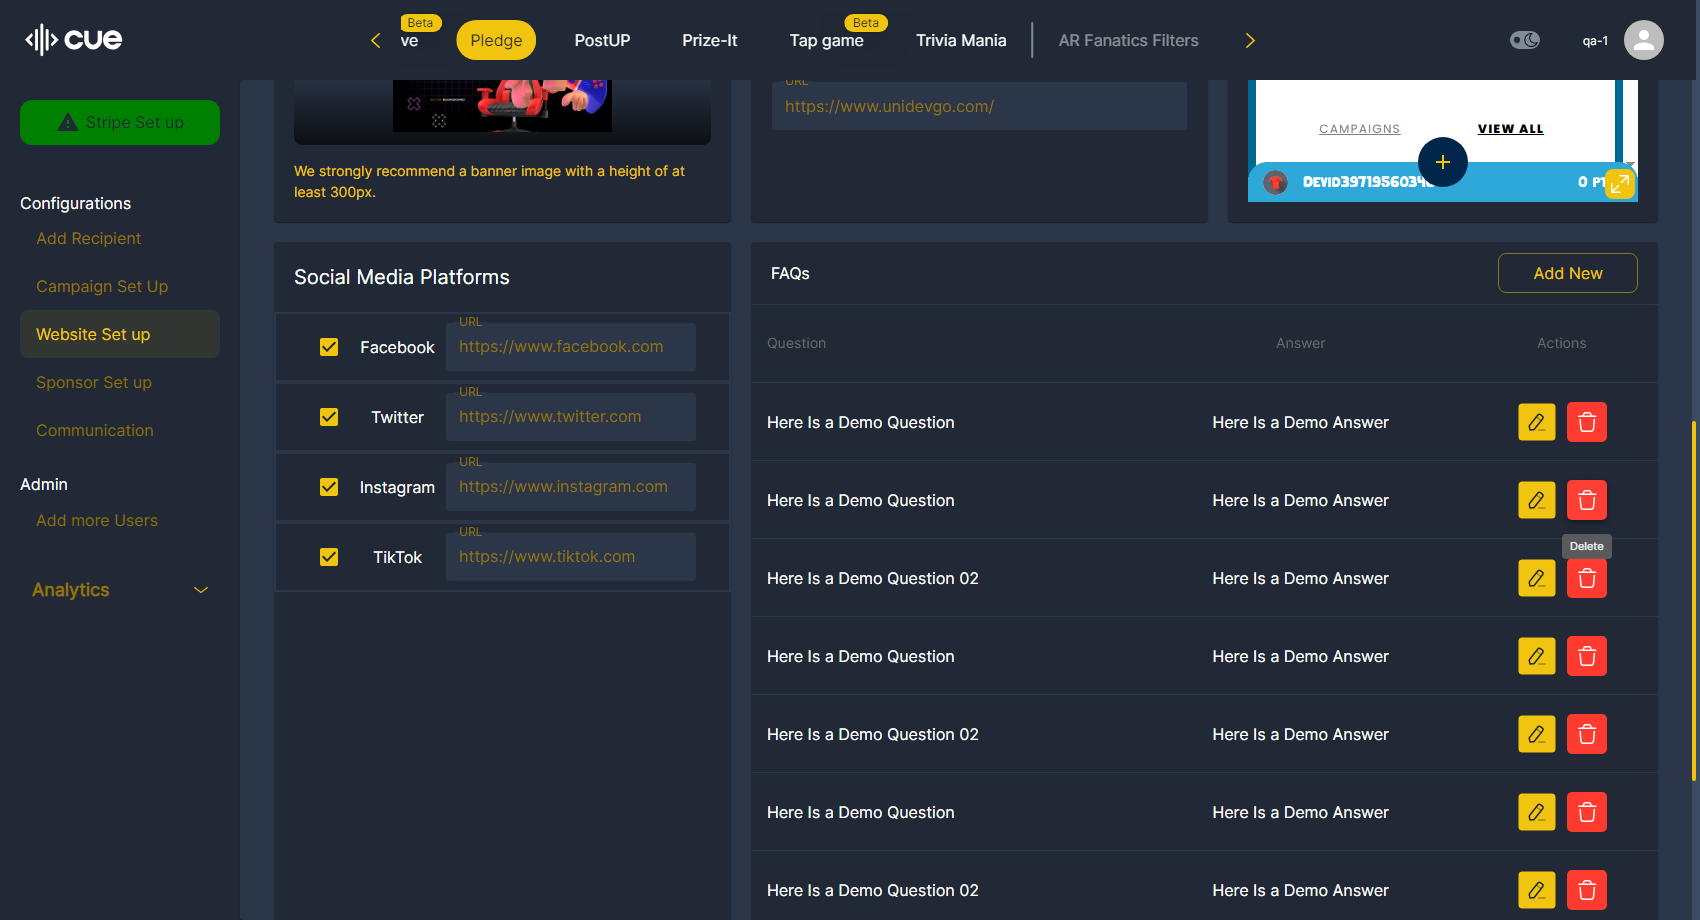 cue
Beta
ve
Pledge
PostUP
Prize-It
Beta
Tap game
Trivia Mania
AR Fanatics Filters
qa-1
Stripe Set up
Configurations
Add Recipient
Campaign Set Up
Website Set up
Sponsor Set up
Communication
Admin
Add more Users
Analytics
We strongly recommend a banner image with a height of at
least 300px.
URL
https://www.unidevgo.com/
CAMPAIGNS
VIEW ALL
0 PT
Social Media Platforms
Facebook
URL
https://www.facebook.com
Twitter
URL
https://www.twitter.com
Instagram
URL
https://www.instagram.com
TikTok
URL
https://www.tiktok.com
FAQs
Add New
Question Answer Actions
Here Is a Demo Question Here Is a Demo Answer
Here Is a Demo Question Here Is a Demo Answer
Delete
Here Is a Demo Question 02 Here Is a Demo Answer
Here Is a Demo Question Here Is a Demo Answer
Here Is a Demo Question 02 Here Is a Demo Answer
Here Is a Demo Question Here Is a Demo Answer
Here Is a Demo Question 02 Here Is a Demo Answer